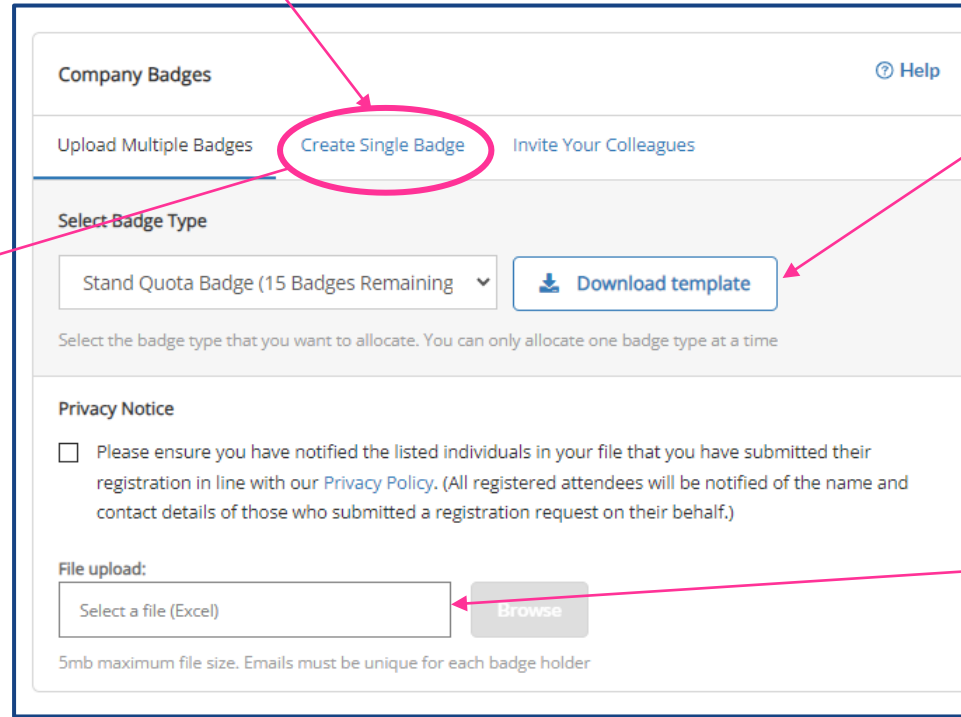 Company Badges
Help
Upload Multiple Badges Create Single Badge Invite Your Colleagues
Select Badge Type
Stand Quota Badge (15 Badges Remaining
Download template
Select the badge type that you want to allocate. You can only allocate one badge type at a time
Privacy Notice
Please ensure you have notified the listed individuals in your file that you have submitted their
registration in line with our Privacy Policy. (All registered attendees will be notified of the name and
contact details of those who submitted a registration request on their behalf.)
File upload:
Select a file (Excel)
Browse
5mb maximum file size. Emails must be unique for each badge holder